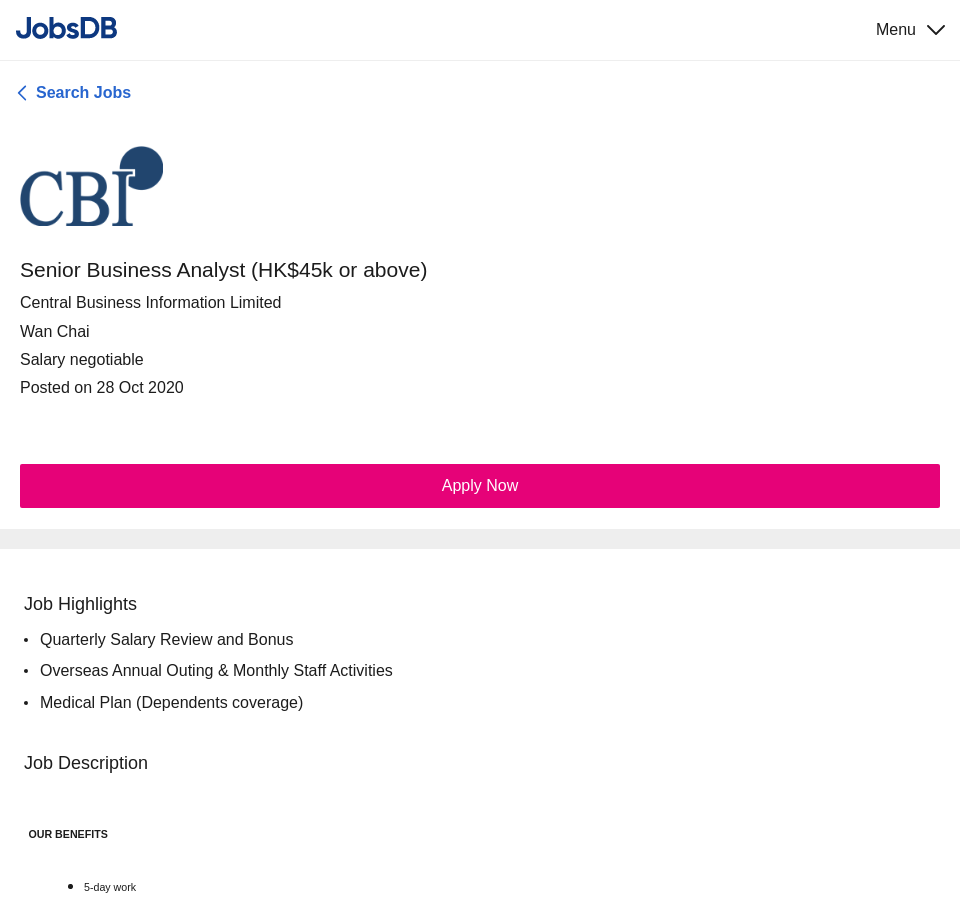 JobsDB
Menu
Search Jobs
CBI
Senior Business Analyst (HK$45k or above)
Central Business Information Limited
Wan Chai
Salary negotiable
Posted on 28 Oct 2020
Apply Now
Job Highlights
• Quarterly Salary Review and Bonus
• Overseas Annual Outing & Monthly Staff Activities
• Medical Plan (Dependents coverage)
Job Description
OUR BENEFITS
• 5-day work